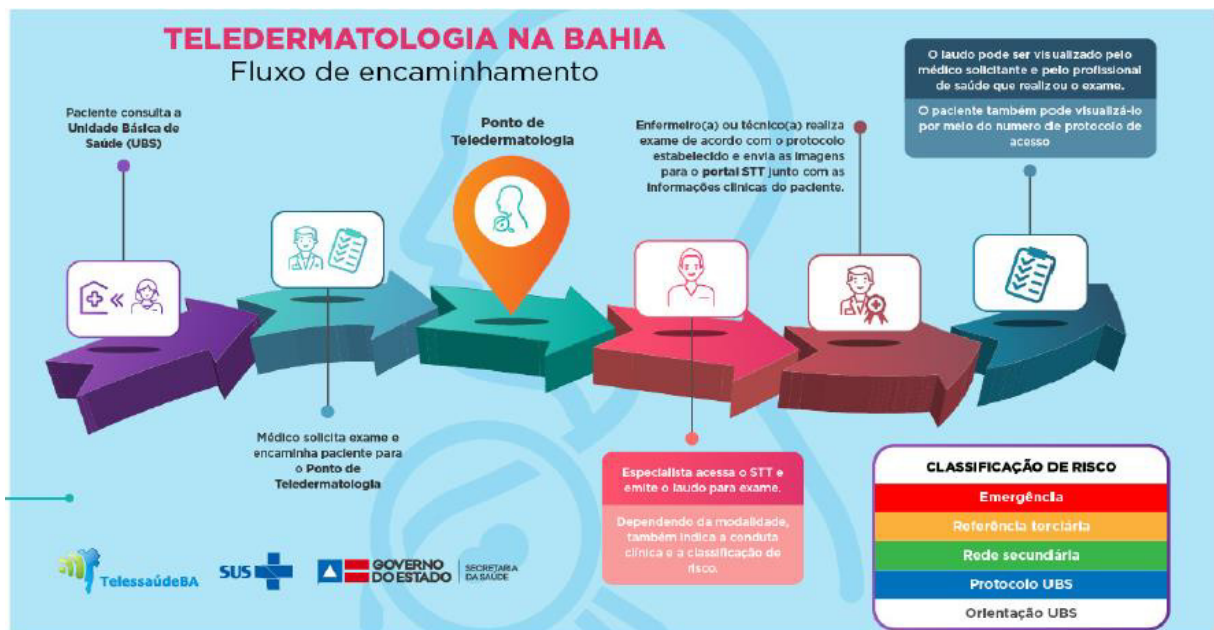 TELEDERMATOLOGIA NA BAHIA
Fluxo de encaminhamento
Paciente consulta a
Unidade Básica de
Saúde (UBS)
Médico solicita exame e
encaminha paciente para
o Ponto de
Teledermatologia
Ponto de
Teledermatologia
Enfermeiro(a) ou técnico(a) realiza
exame de acordo com o protocolo
estabelecido e envia as imagens
para o portal STT junto com as
informações clínicas do paciente.
Especialista acessa o STT e
emite o laudo para exame.
Dependendo da modalidade,
também indica a conduta
clínica e a classificação de
risco.
O laudo pode ser visualizado pelo
médico solicitante e pelo profissional
de saúde que realizou o exame.
O paciente também pode visualizá-lo
por meio do numero de protocolo de
acesso
CLASSIFICAÇÃO DE RISCO
Emergência
Referência terciária
Rede secundária
Protocolo UBS
Orientação UBS
TelessaúdeBA
SUS
GOVERNO
DO ESTADO
SECRETARIA
DA SAÚDE